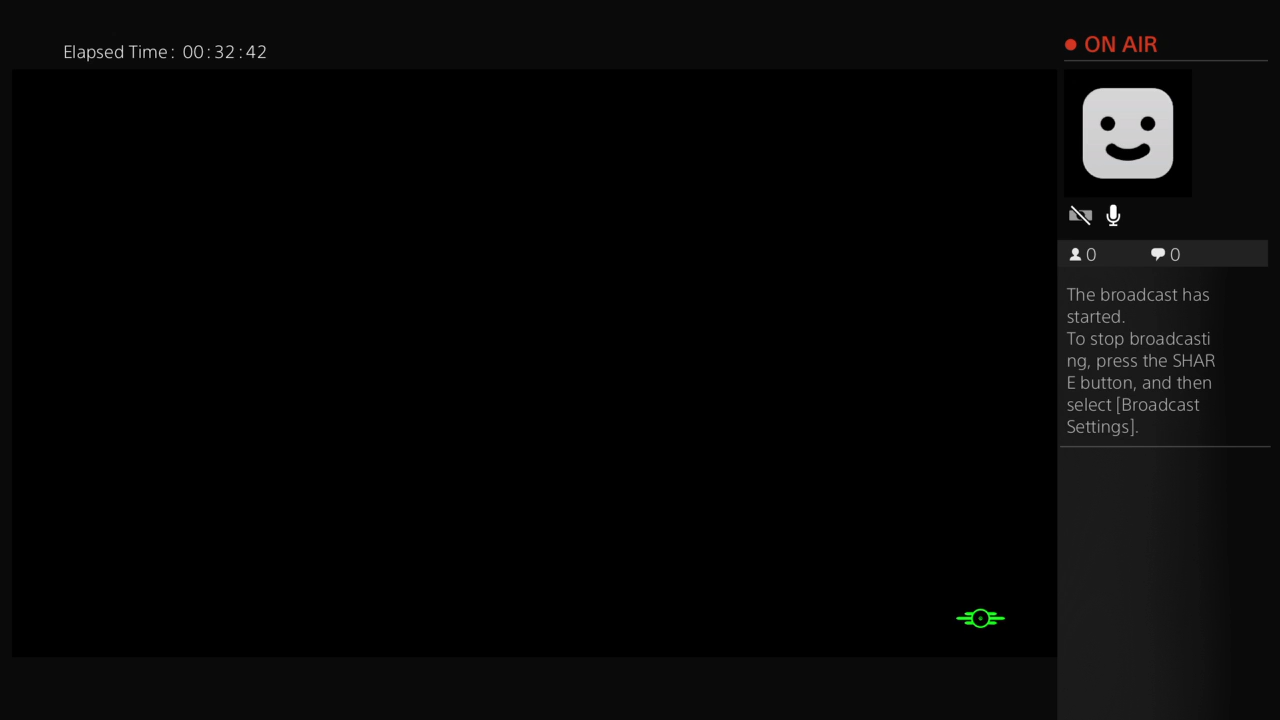 Elapsed Time: 00:32:42
ON AIR
0 0
The broadcast has
started.
To stop broadcasti
ng, press the SHAR
E button, and then
select [Broadcast
Settings].